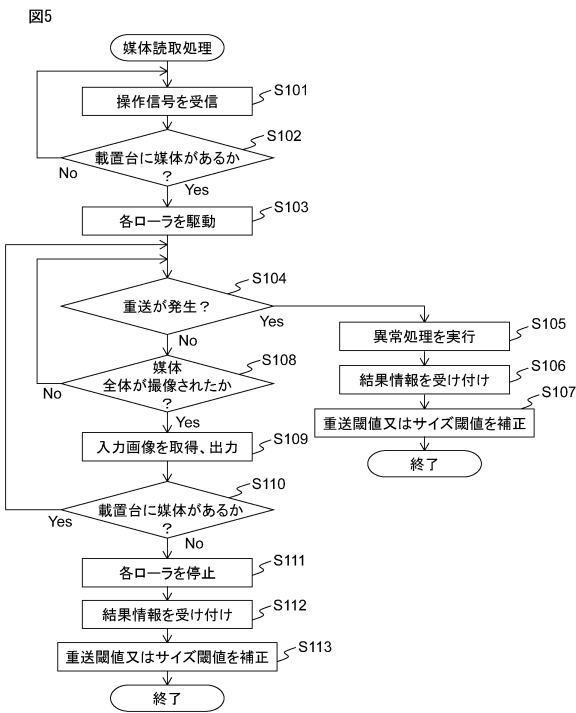 図5
媒体読取処理
操作信号を受信
S101
載置台に媒体があるか
?
S102
No
Yes
各ローラを駆動
S103
重送が発生?
S104
Yes
No
異常処理を実行
S105
結果情報を受け付け
S106
重送閾値又はサイズ閾値を補正
S107
終了
媒体
全体が撮像されたか
?
S108
No
Yes
入力画像を取得、出力
S109
載置台に媒体があるか
?
S110
Yes
No
各ローラを停止
S111
結果情報を受け付け
S112
重送閾値又はサイズ閾値を補正
S113
終了